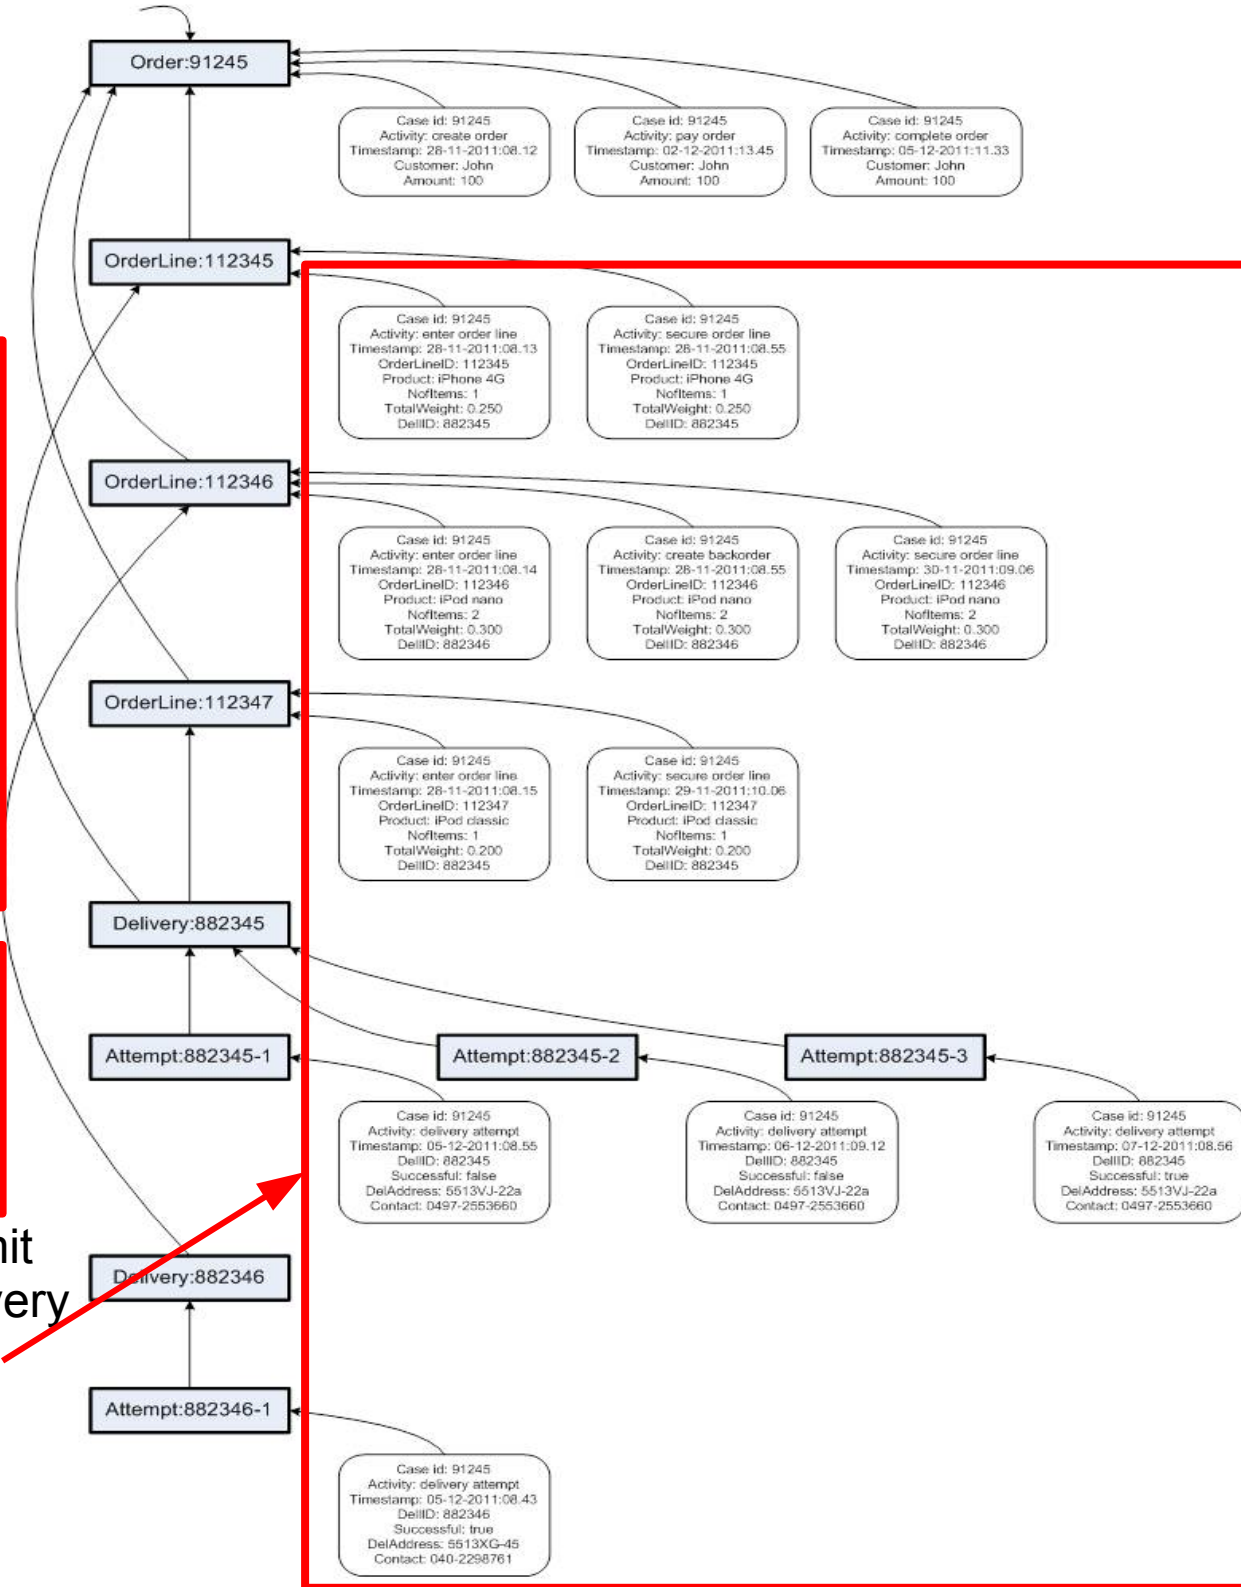 Order:91245
Case id: 91245
Activity: create order
Timestamp: 28-11-2011:08.12
Customer: John
Amount: 100
Case id: 91245
Activity: pay order
Timestamp: 02-12-2011:13.45
Customer: John
Amount: 100
Case id: 91245
Activity: complete order
Timestamp: 05-12-2011:11.33
Customer: John
Amount: 100
OrderLine:112345
Case id: 91245
Activity: enter order line
Timestamp: 28-11-2011:08.13
OrderLineID: 112345
Product: iPhone 4G
NofItems: 1
TotalWeight: 0.250
DellID: 882345
Case id: 91245
Activity: secure order line
Timestamp: 28-11-2011:08.55
OrderLineID: 112345
Product: iPhone 4G
NofItems: 1
TotalWeight: 0.250
DellID: 882345
OrderLine:112346
Case id: 91245
Activity: enter order line
Timestamp: 28-11-2011:08.14
OrderLineID: 112346
Product: iPod nano
NofItems: 2
TotalWeight: 0.300
DellID: 882346
Case id: 91245
Activity: create backorder
Timestamp: 28-11-2011:08.55
OrderLineID: 112346
Product: iPod nano
NofItems: 2
TotalWeight: 0.300
DellID: 882346
Case id: 91245
Activity: secure order line
Timestamp: 30-11-2011:09.06
OrderLineID: 112346
Product: iPod nano
NofItems: 2
TotalWeight: 0.300
DellID: 882346
OrderLine:112347
Case id: 91245
Activity: enter order line
Timestamp: 28-11-2011:08.15
OrderLineID: 112347
Product: iPod classic
NofItems: 1
TotalWeight: 0.200
DellID: 882345
Case id: 91245
Activity: secure order line
Timestamp: 29-11-2011:10.06
OrderLineID: 112347
Product: iPod classic
NofItems: 1
TotalWeight: 0.200
DellID: 882345
Delivery:882345
Attempt:882345-1
Attempt:882345-2
Attempt:882345-3
Case id: 91245
Activity: delivery attempt
Timestamp: 05-12-2011:08.55
DellID: 882345
Successful: false
DelAddress: 5513VJ-22a
Contact: 0497-2553660
Case id: 91245
Activity: delivery attempt
Timestamp: 06-12-2011:09.12
DellID: 882345
Successful: false
DelAddress: 5513VJ-22a
Contact: 0497-2553660
Case id: 91245
Activity: delivery attempt
Timestamp: 07-12-2011:08.56
DellID: 882345
Successful: true
DelAddress: 5513VJ-22a
Contact: 0497-2553660
nit
very
Delivery:882346
Attempt:882346-1
Case id: 91245
Activity: delivery attempt
Timestamp: 05-12-2011:08.43
DellID: 882346
Successful: true
DelAddress: 5513XG-45
Contact: 040-2298761